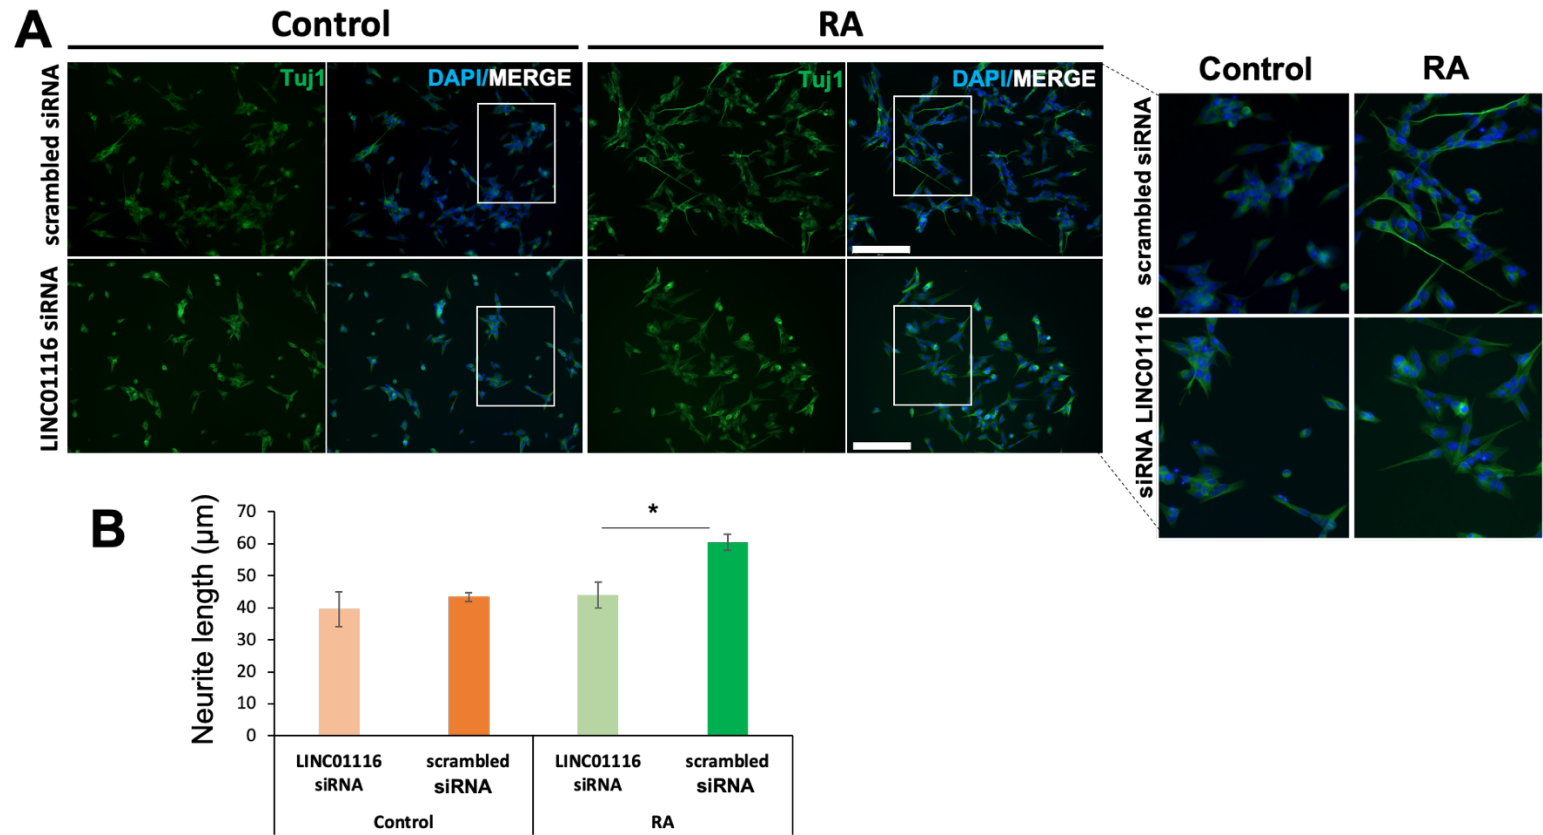 A
Control
RA
scrambled siRNA
Tuj1
DAPI/MERGE
Tuj1
DAPI/MERGE
LINC01116 siRNA
Control
RA
scrambled siRNA
siRNA LINC01116
B
Neurite length (μm)
70
60
50
40
30
20
10
0
*
LINC01116
siRNA
scrambled
siRNA
LINC01116
siRNA
scrambled
siRNA
Control
RA